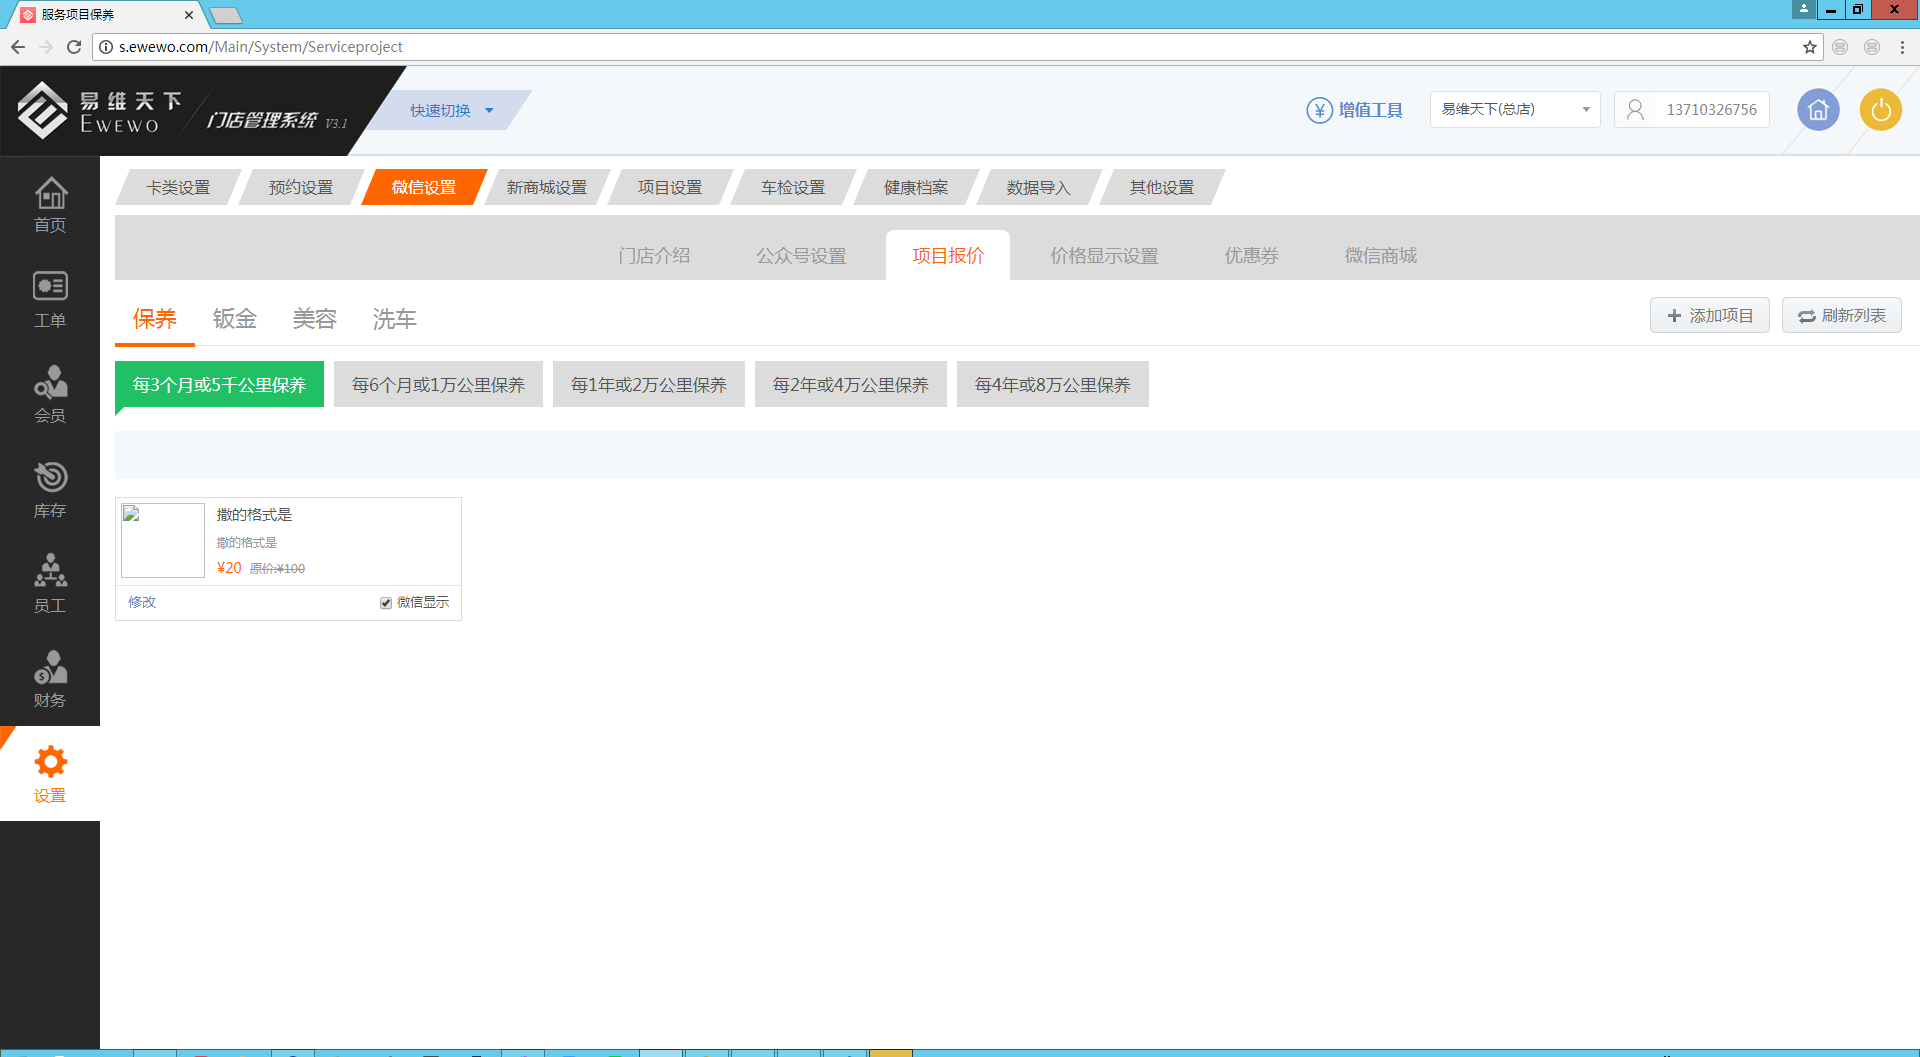 服务项目保养
s.ewewo.com/Main/System/Serviceproject
易维天下
EWEWO
门店管理系统 V3.1
快速切换
¥ 增值工具
易维天下(总店)
13710326756
首页
工单
会员
库存
员工
财务
设置
卡类设置 预约设置 微信设置 新商城设置 项目设置 车检设置 健康档案 数据导入 其他设置
门店介绍 公众号设置 项目报价 价格显示设置 优惠券 微信商城
保养 钣金 美容 洗车
添加项目 刷新列表
每3个月或5千公里保养 每6个月或1万公里保养 每1年或2万公里保养 每2年或4万公里保养 每4年或8万公里保养
撒的格式是
撒的格式是
¥20 原价:¥100
修改 微信显示